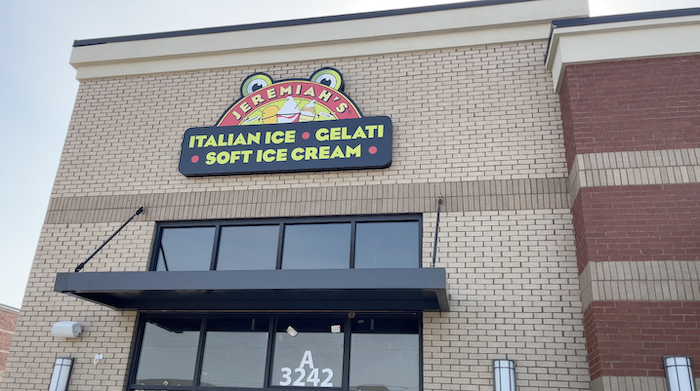 JEREMIAH'S
ITALIAN ICE • GELATI
• SOFT ICE CREAM •
A
3242